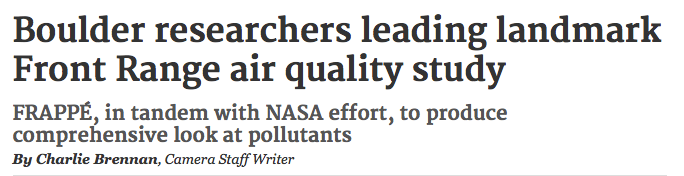 Boulder researchers leading landmark
Front Range air quality study
FRAPPÉ, in tandem with NASA effort, to produce
comprehensive look at pollutants
By Charlie Brennan, Camera Staff Writer